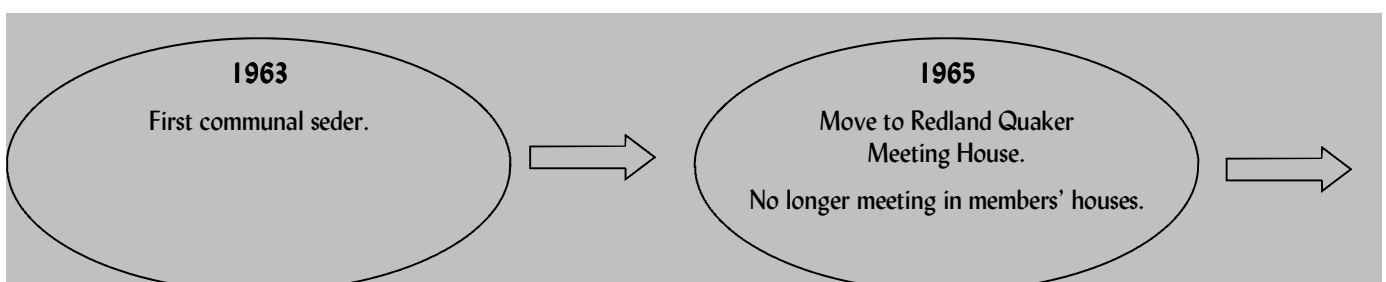 1963
First communal seder.
1965
Move to Redland Quaker
Meeting House.
No longer meeting in members’ houses.